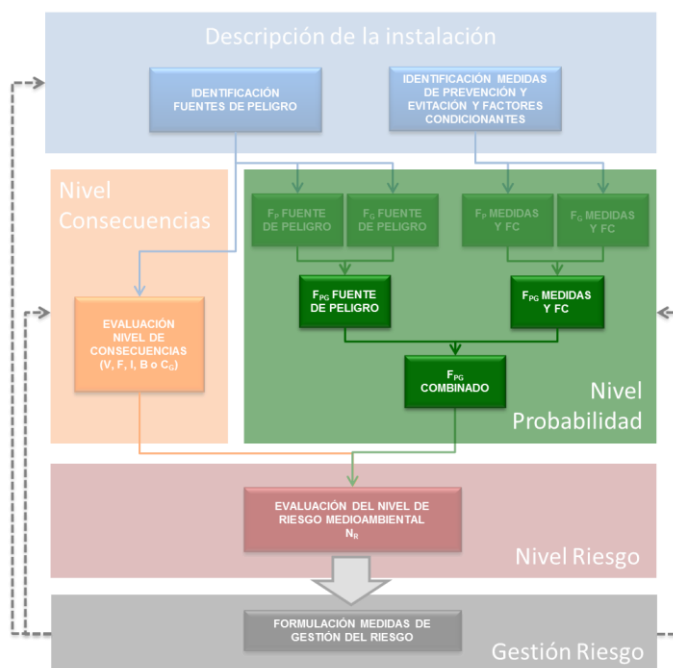 Descripción de la instalación
IDENTIFICACIÓN
FUENTES DE PELIGRO
IDENTIFICACIÓN MEDIDAS
DE PREVENCIÓN Y
EVITACIÓN Y FACTORES
CONDICIONANTES
Nivel
Consecuencias
FP FUENTE
DE PELIGRO
FG FUENTE
DE PELIGRO
FP MEDIDAS
Y FC
FG MEDIDAS
Y FC
FPG FUENTE
DE PELIGRO
FPG MEDIDAS
Y FC
EVALUACIÓN
NIVEL DE
CONSECUENCIAS
(V, F, I, B o CG)
FPG
COMBINADO
Nivel
Probabilidad
EVALUACIÓN DEL NIVEL DE
RIESGO MEDIOAMBIENTAL
NR
Nivel Riesgo
FORMULACIÓN MEDIDAS DE
GESTIÓN DEL RIESGO
Gestión Riesgo